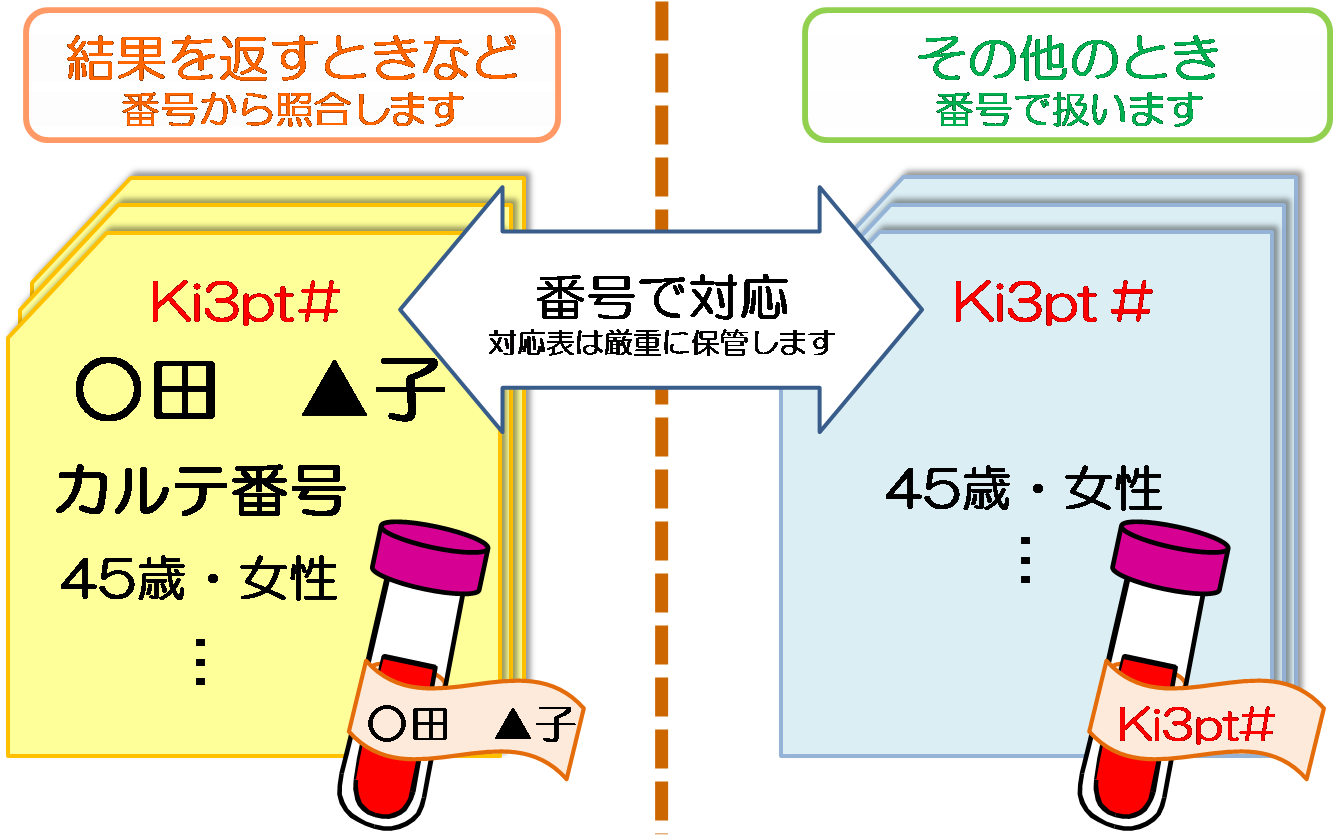 結果を返すときなど
番号から照合します
その他のとき
番号で扱います
Ki3pt#
〇田　▲子
カルテ番号
45歳・女性
⋮
〇田　▲子
番号で対応
対応表は厳重に保管します
Ki3pt#
45歳・女性
⋮
Ki3pt#